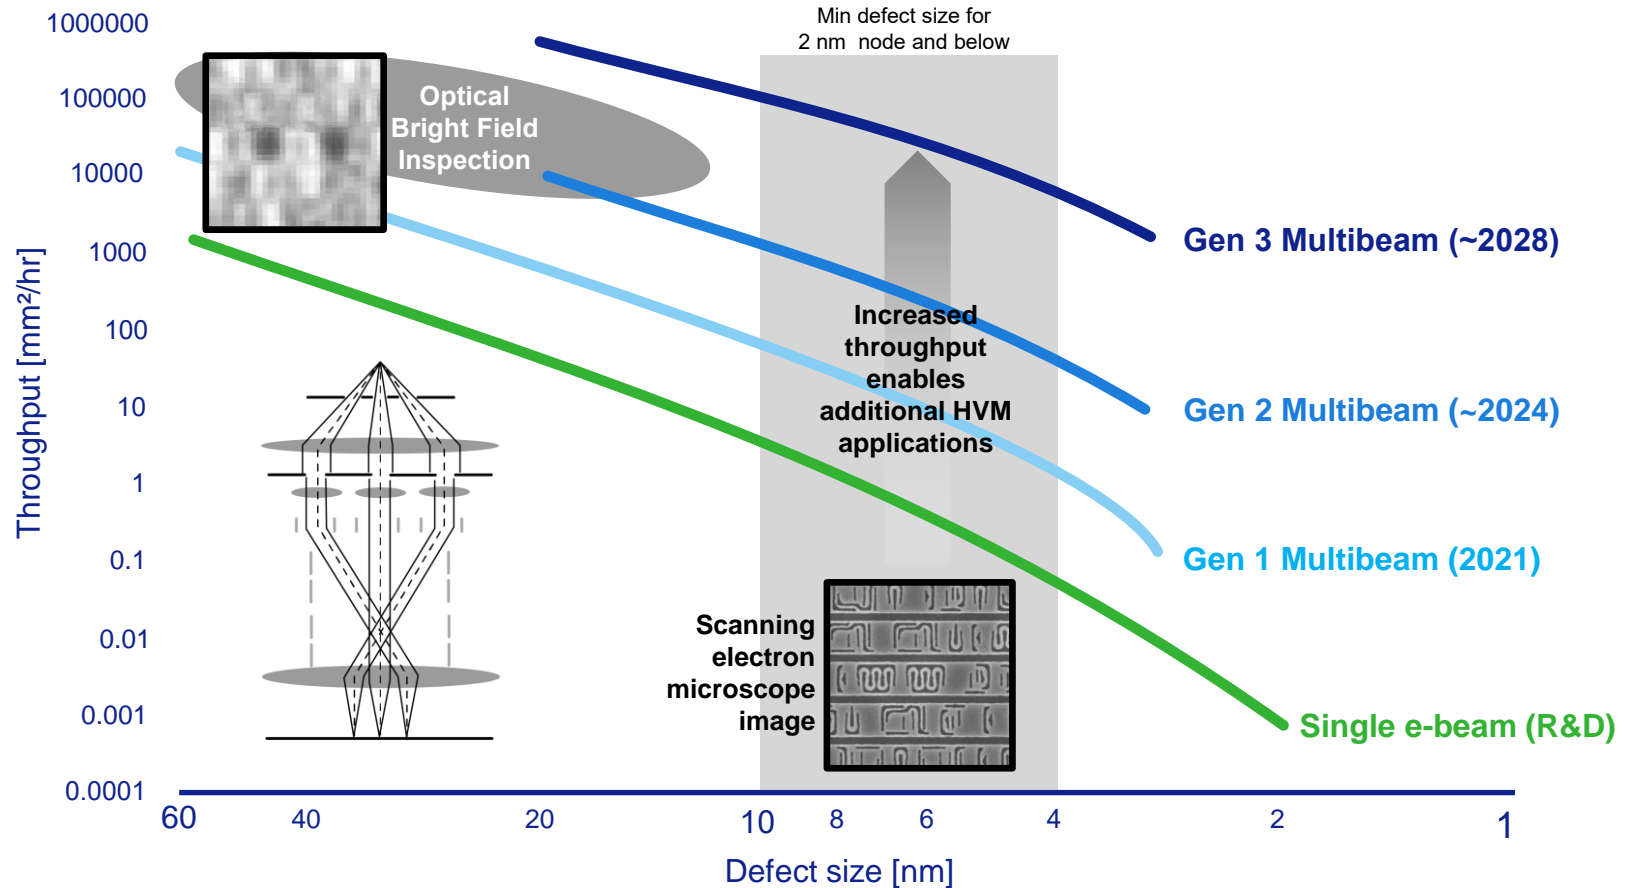 Min defect size for
2 nm  node and below
1000000
100000
10000
1000
100
10
1
0.1
0.01
0.001
0.0001
Throughput [mm²/hr]
Optical
Bright Field
Inspection
Gen 3 Multibeam (~2028)
Increased
throughput
enables
additional HVM
applications
Gen 2 Multibeam (~2024)
Gen 1 Multibeam (2021)
Scanning
electron
microscope
image
Single e-beam (R&D)
60 40 20 10 8 6 4 2 1
Defect size [nm]